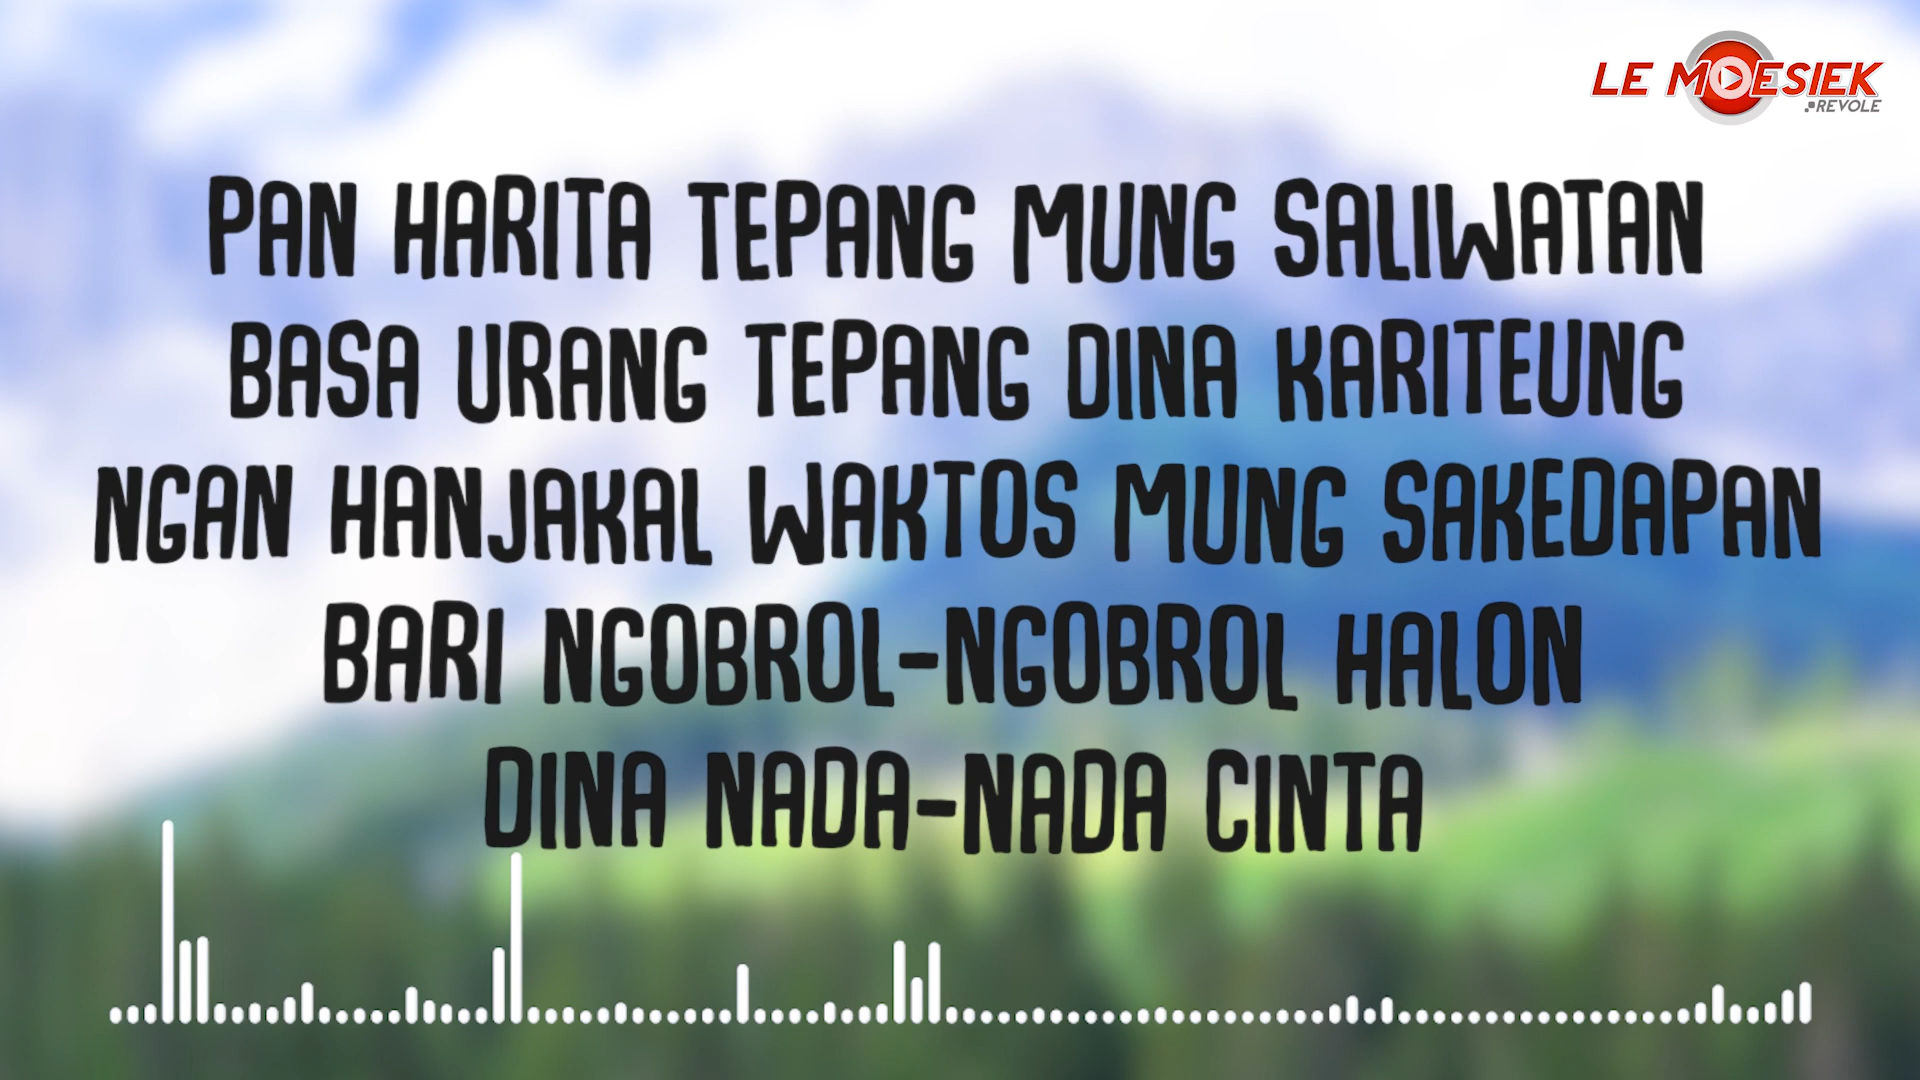 LE MOESIEK
REVOLE
PAN HARITA TEPANG MUNG SALIWATAN
BASA URANG TEPANG DINA KARITEUNG
NGAN HANJAKAL WAKTOS MUNG SAKEDAPAN
BARI NGOBROL-NGOBROL HALON
DINA NADA-NADA CINTA